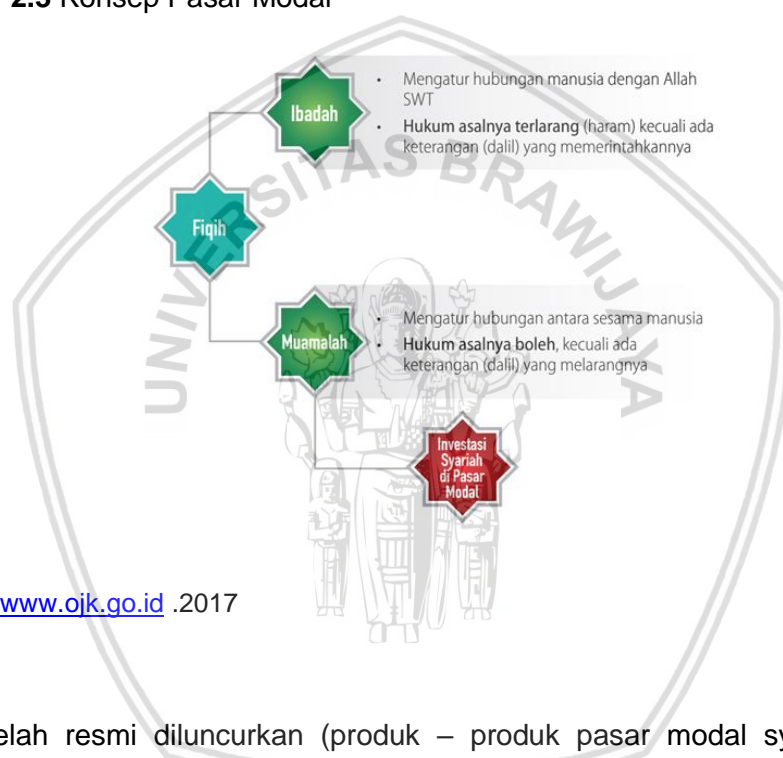 2.3 Konsep Pasar Modal
Ibadah
• Mengatur hubungan manusia dengan Allah
SWT
• Hukum asalnya terlarang (haram) kecuali ada
keterangan (dalil) yang memerintahkannya
Fiqih
Muamalah
• Mengatur hubungan antara sesama manusia
• Hukum asalnya boleh, kecuali ada
keterangan (dalil) yang melarangnya
Investasi
Syariah
di Pasar
Modal
UNIVERSITAS BRAWIJAYA
www.ojk.go.id .2017
elah resmi diluncurkan (produk – produk pasar modal sy